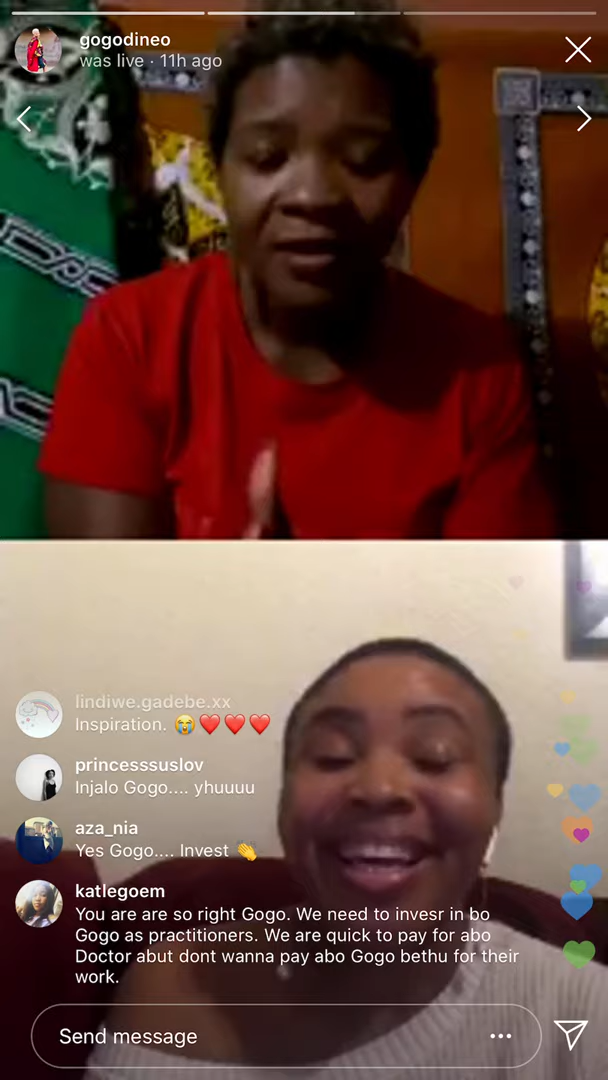 gogodineo
was live · 11h ago
lindiwe.gadebe.xx
Inspiration. 😭❤️❤️❤️
princesssuslov
Injalo Gogo.... yhuuuu
aza_nia
Yes Gogo.... Invest 👏
katlegoem
You are are so right Gogo. We need to invesr in bo
Gogo as practitioners. We are quick to pay for abo
Doctor abut dont wanna pay abo Gogo bethu for their
work.
Send message